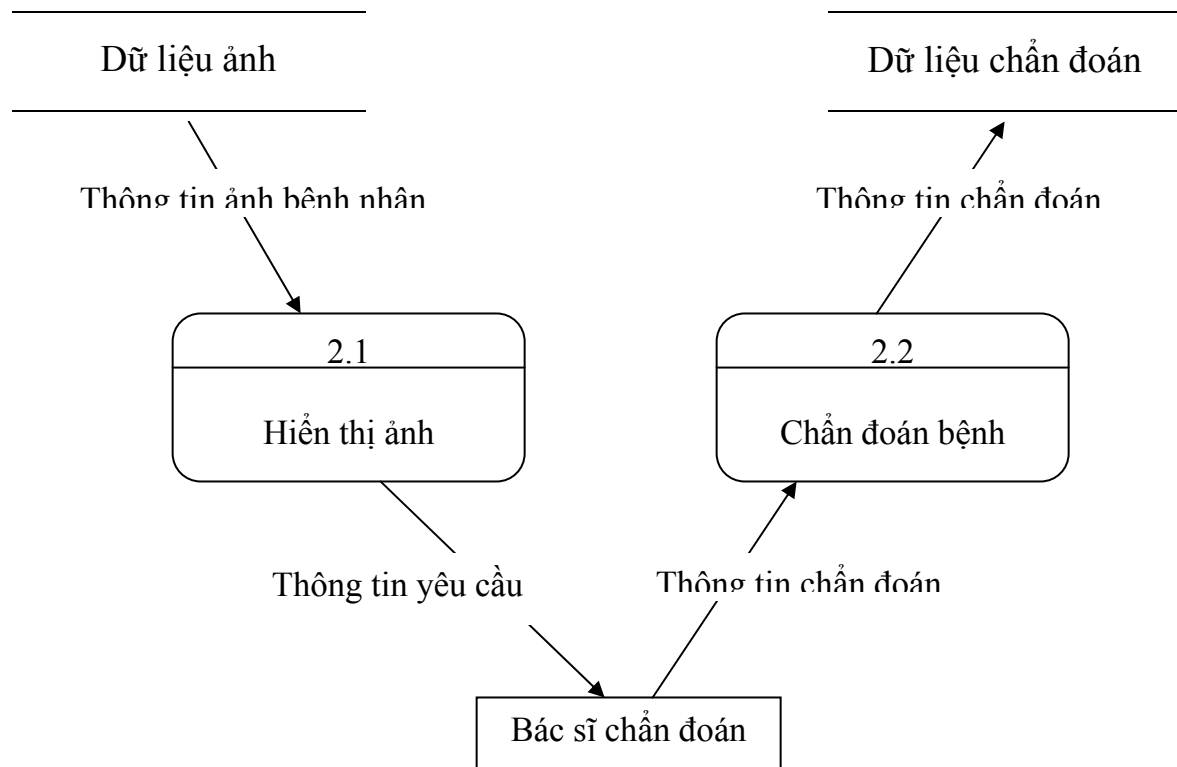 Dữ liệu ảnh
Dữ liệu chẩn đoán
Thông tin ảnh bệnh nhân
Thông tin chẩn đoán
2.1
2.2
Hiển thị ảnh
Chẩn đoán bệnh
Thông tin yêu cầu
Thông tin chẩn đoán
Bác sĩ chẩn đoán